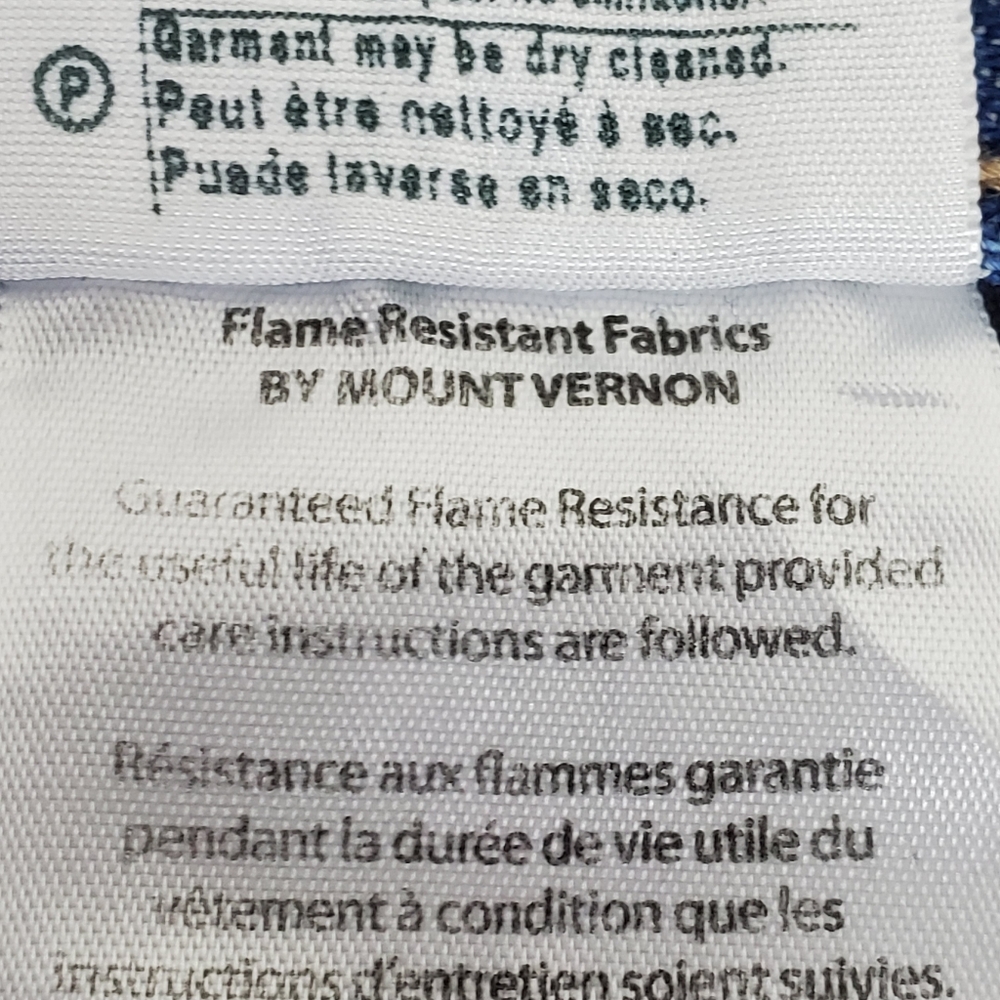 Garment may be dry cleaned.
P
Peut être nettoyé à sec.
Puede laverse en seco.
Flame Resistant Fabrics
BY MOUNT VERNON
Guaranteed Flame Resistance for
the useful life of the garment provided
care instructions are followed.
Résistance aux flammes garantie
pendant la durée de vie utile du
vêtement à condition que les
instructions d'entretien soient suivies.